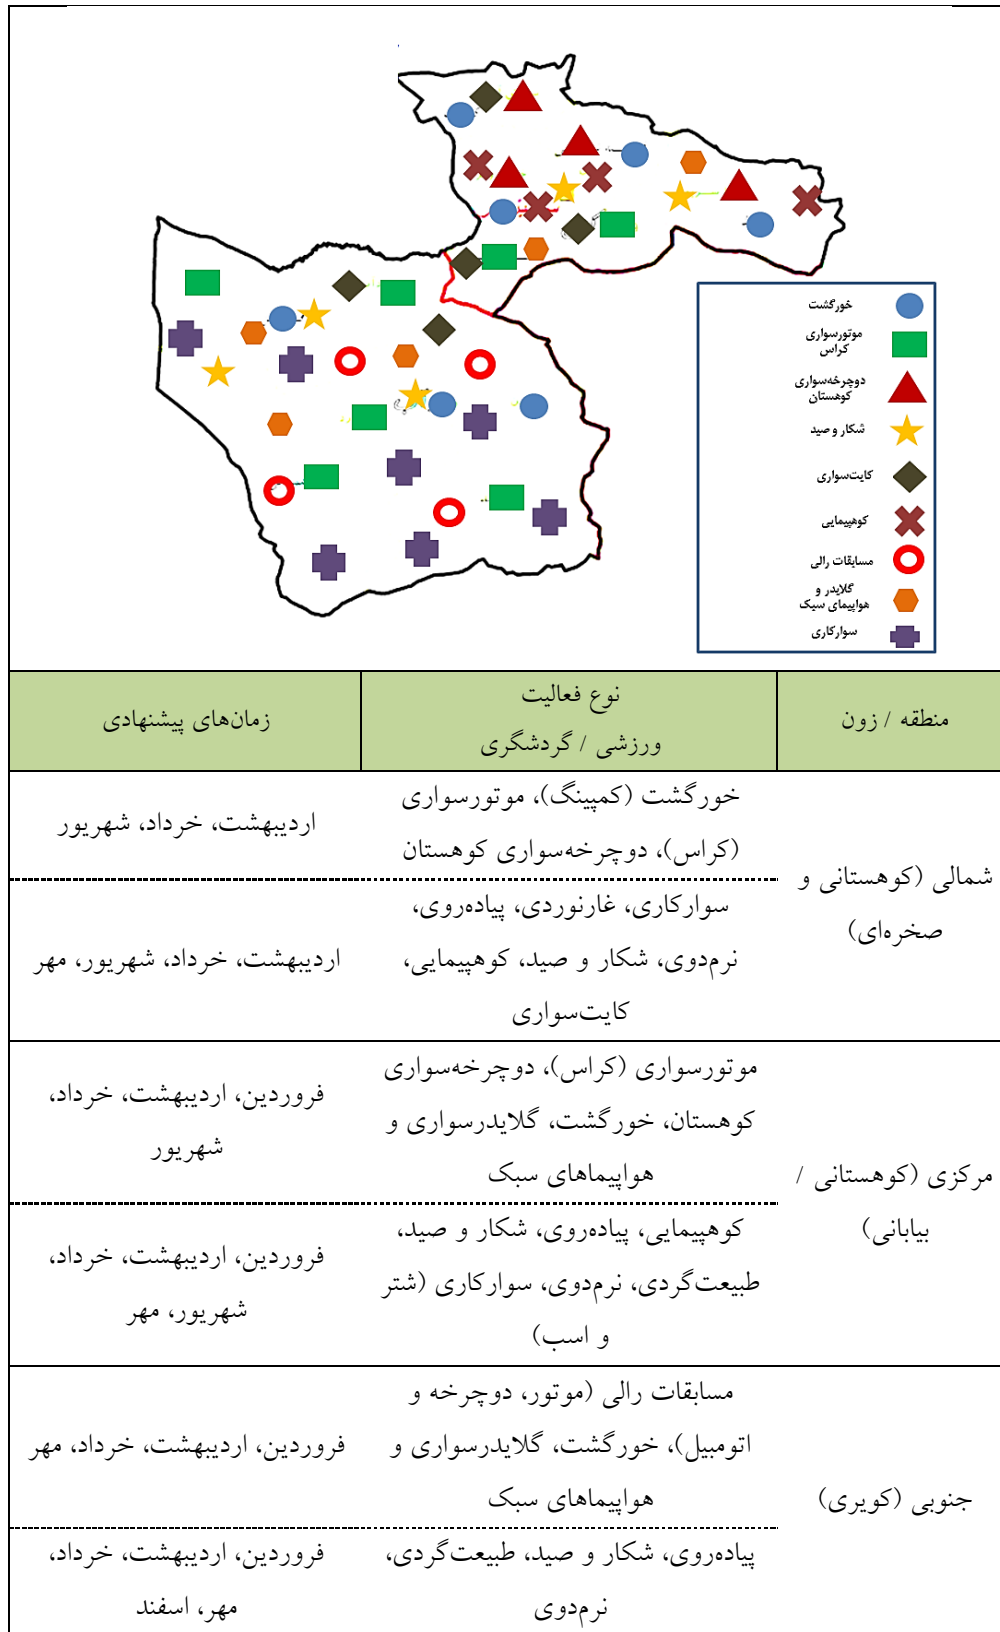 خورگشت
موتورسواری
کراس
دوچرخه‌سواری
کوهستان
شکار و صید
کایت‌سواری
کوهپیمایی
مسابقات رالی
گلایدر و
هواپیمای سبک
سوارکاری
منطقه / زون
نوع فعالیت
ورزشی / گردشگری
زمان‌های پیشنهادی
شمالی (کوهستانی و
صخره‌ای)
خورگشت (کمپینگ)، موتورسواری
(کراس)، دوچرخه‌سواری کوهستان
اردیبهشت، خرداد، شهریور
سوارکاری، غارنوردی، پیاده‌روی،
نرم‌دوی، شکار و صید، کوهپیمایی،
کایت‌سواری
اردیبهشت، خرداد، شهریور، مهر
مرکزی (کوهستانی /
بیابانی)
موتورسواری (کراس)، دوچرخه‌سواری
کوهستان، خورگشت، گلایدرسواری و
هواپیماهای سبک
فروردین، اردیبهشت، خرداد،
شهریور
کوهپیمایی، پیاده‌روی، شکار و صید،
طبیعت‌گردی، نرم‌دوی، سوارکاری (شتر
و اسب)
فروردین، اردیبهشت، خرداد،
شهریور، مهر
جنوبی (کویری)
مسابقات رالی (موتور، دوچرخه و
اتومبیل)، خورگشت، گلایدرسواری و
هواپیماهای سبک
فروردین، اردیبهشت، خرداد، مهر
پیاده‌روی، شکار و صید، طبیعت‌گردی،
نرم‌دوی
فروردین، اردیبهشت، خرداد،
مهر، اسفند